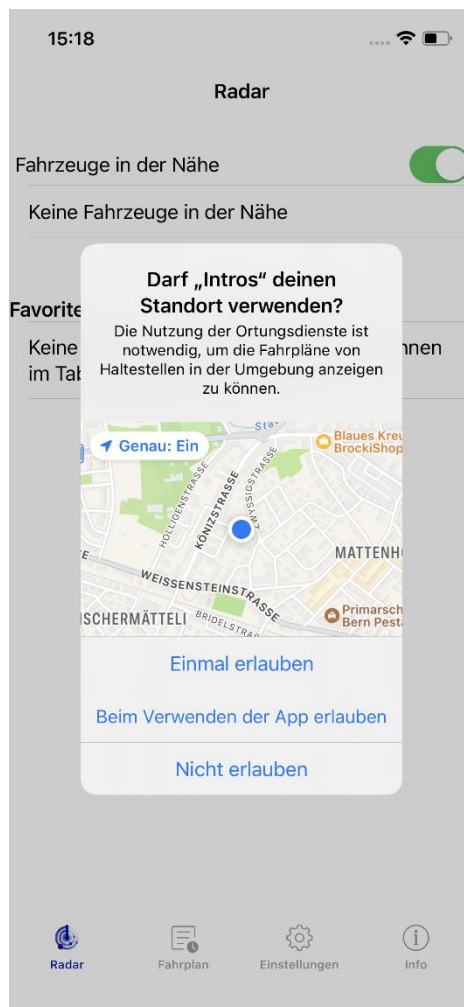 15:18
Radar
Fahrzeuge in der Nähe
Keine Fahrzeuge in der Nähe
Darf „Intros“ deinen
Standort verwenden?
Favorite
Die Nutzung der Ortungsdienste ist
notwendig, um die Fahrpläne von
Haltestellen in der Umgebung anzeigen
zu können.
Keine
nnen
im Tab
Genau: Ein
Blaues Kreu
BrockiShop
HOLLIGENSTRASSE
KÖNIZSTRASSE
ZWYSSIGSTRASSE
MATTENH
WEISSENSTEINSTRASSE
SCHERMÄTTELI
BRIDELSTRA
Primarsch
Bern Pesta
Einmal erlauben
Beim Verwenden der App erlauben
Nicht erlauben
Radar
Fahrplan
Einstellungen
Info